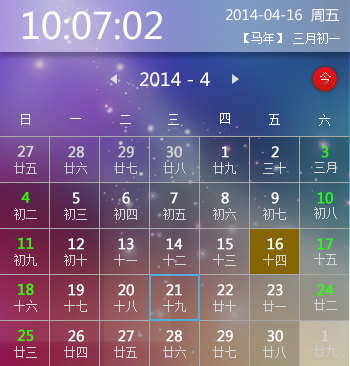 10:07:02
2014-04-16 周五
【马年】 三月初一
2014 - 4
今
日 一 二 三 四 五 六
27 28 29 30 1 2 3
廿五 廿六 廿七 廿八 廿九 三十 三月
4 5 6 7 8 9 10
初二 初三 初四 初五 初六 初七 初八
11 12 13 14 15 16 17
初九 初十 十一 十二 十三 十四 十五
18 19 20 21 22 23 24
十六 十七 十八 十九 廿十 廿一 廿二
25 26 27 28 29 30 1
廿三 廿四 廿五 廿六 廿七 廿八 廿九